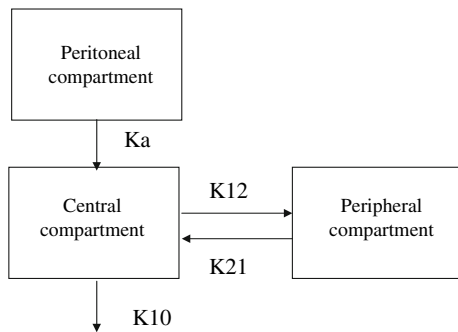 Peritoneal
compartment
Ka
Central
compartment
K12
K21
Peripheral
compartment
K10